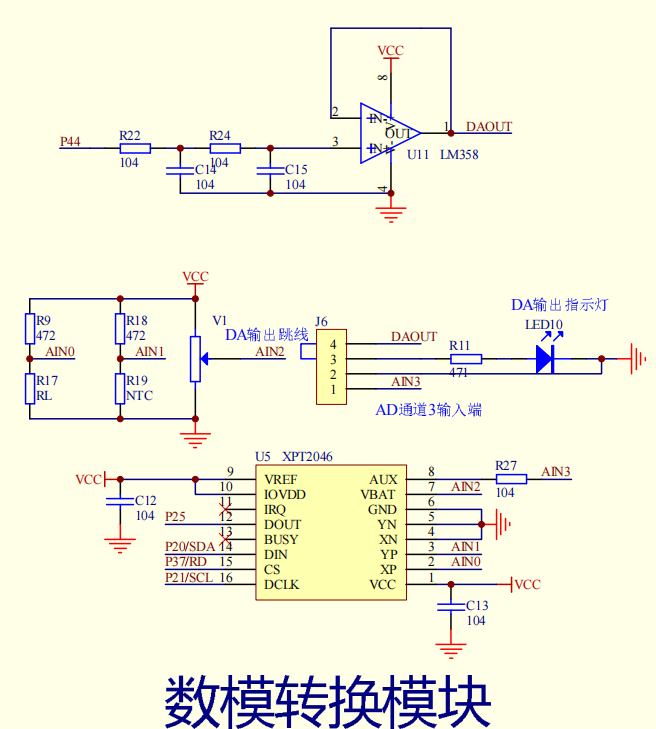 VCC
8
2
IN-
V+
OUT
1
DAOUT
P44
R22
R24
3
IN+
V-
104
C14
104
C15
U11
LM358
104
104
4
VCC
R9
472
R18
472
V1
DA输出跳线
J6
DA输出指示灯
LED10
AIN0
AIN1
AIN2
4
DAOUT
R11
3
471
2
R17
RL
R19
NTC
1
AIN3
AD通道3输入端
U5 XPT2046
VCC
9
VREF
AUX
8
R27
AIN3
10
IOVDD
VBAT
7
AIN2
104
C12
104
11
IRQ
GND
6
P25
12
DOUT
YN
5
13
BUSY
XN
4
P20/SDA
14
DIN
YP
3
AIN1
P37/RD
15
CS
XP
2
AIN0
P21/SCL
16
DCLK
VCC
1
VCC
C13
104
数模转换模块